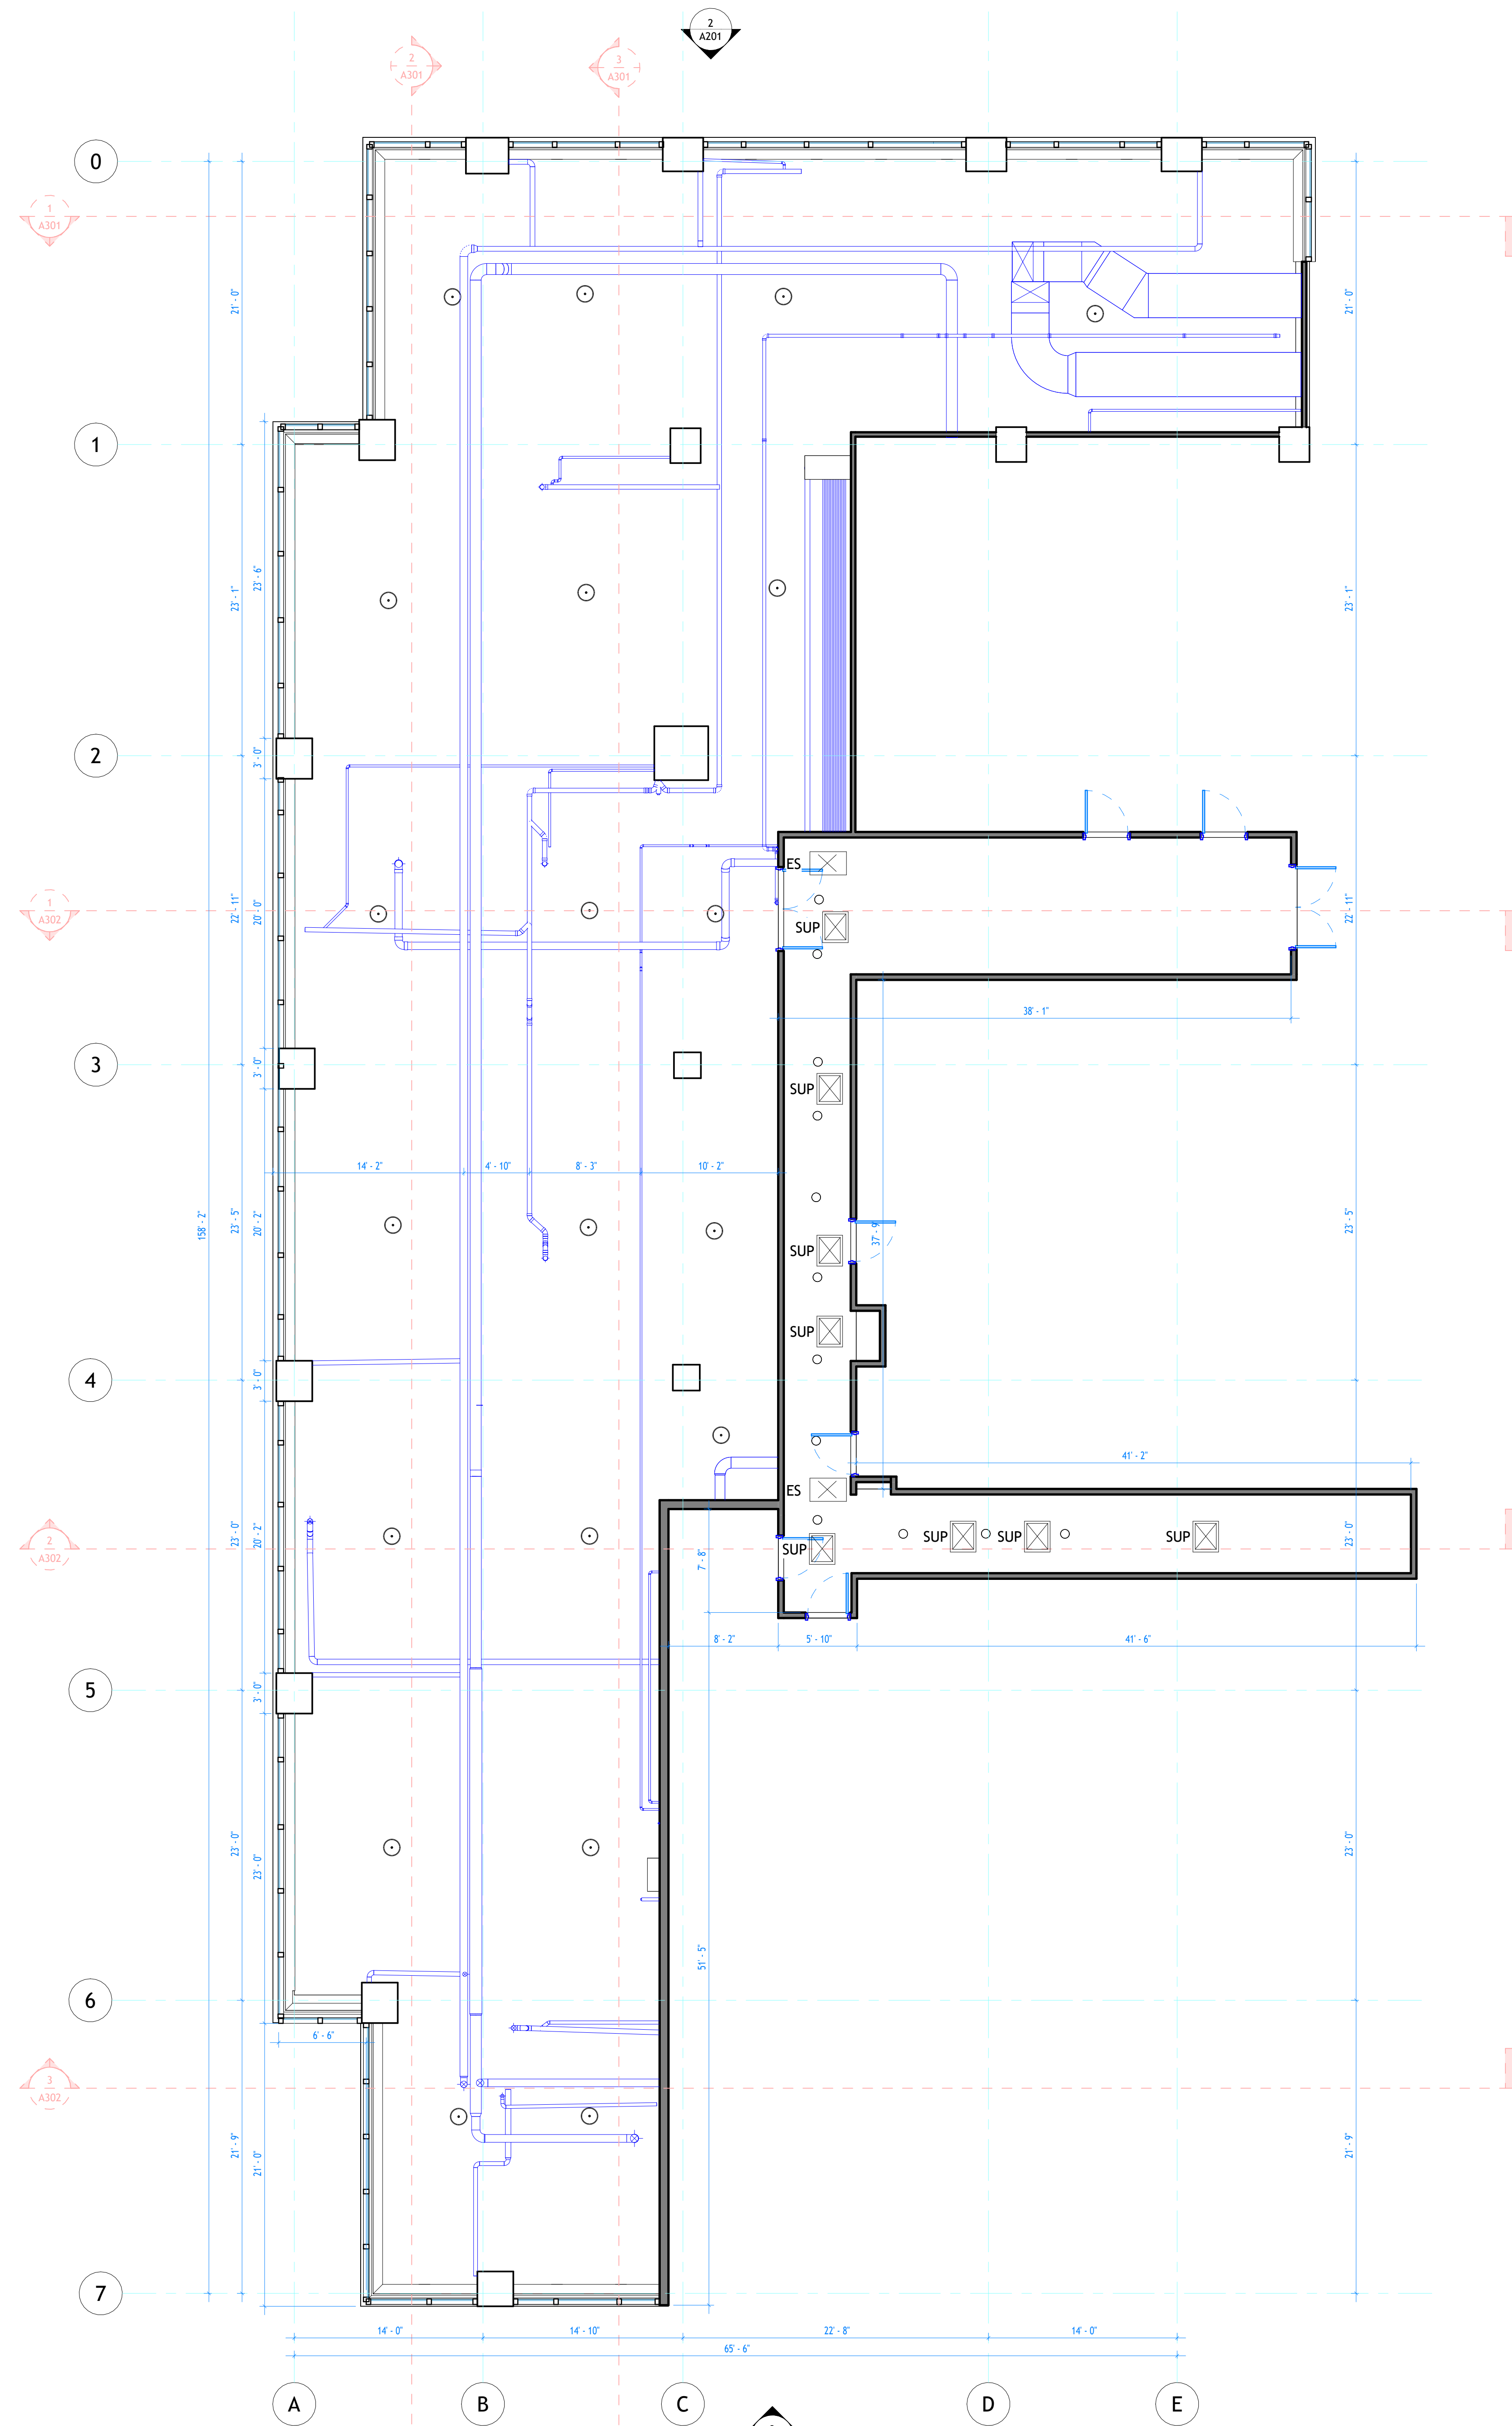 2
A201
2
A301
3
A301
0
1
A301
21' - 0"
21' - 0"
1
23' - 1"
23' - 6"
23' - 1"
2
3' - 0"
ES
22' - 11"
20' - 0"
1
A302
SUP
22' - 11"
38' - 1"
3
3' - 0"
SUP
14' - 2"
4' - 10"
8' - 3"
10' - 2"
158' - 2"
23' - 5"
20' - 2"
SUP
37' - 9"
23' - 5"
SUP
4
3' - 0"
41' - 2"
ES
2
A302
23' - 0"
20' - 2"
7' - 8"
SUP
SUP
SUP
SUP
23' - 0"
8' - 2"
5' - 10"
41' - 6"
5
3' - 0"
23' - 0"
23' - 0"
23' - 0"
51' - 5"
6
6' - 6"
3
A302
21' - 9"
21' - 0"
21' - 9"
7
14' - 0"
14' - 10"
22' - 8"
14' - 0"
65' - 6"
A
B
C
D
E